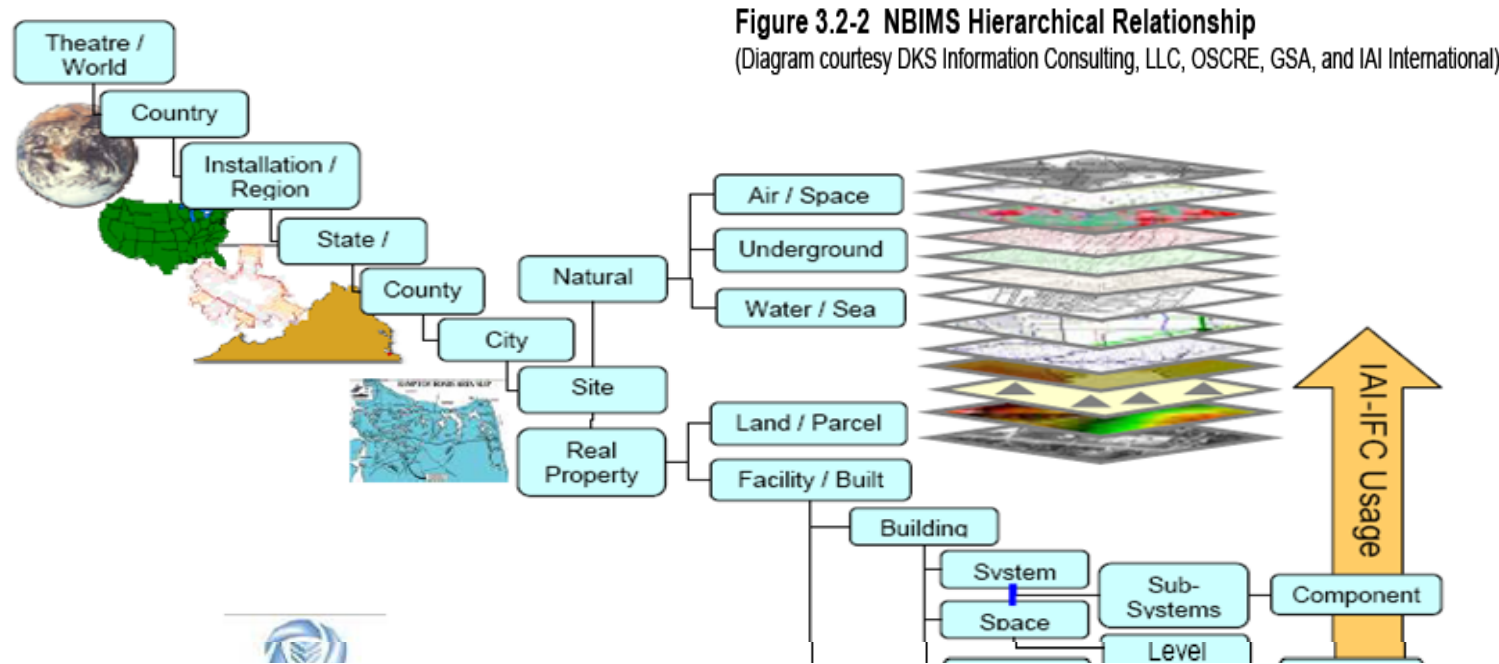 Figure 3.2-2 NBIMS Hierarchical Relationship
(Diagram courtesy DKS Information Consulting, LLC, OSCRE, GSA, and IAI International)
Theatre /
World
Country
Installation /
Region
State /
County
City
Site
Natural
Air / Space
Underground
Water / Sea
Real
Property
Land / Parcel
Facility / Built
Building
System
Space
Sub-
Systems
Level
Component
IAI-IFC Usage